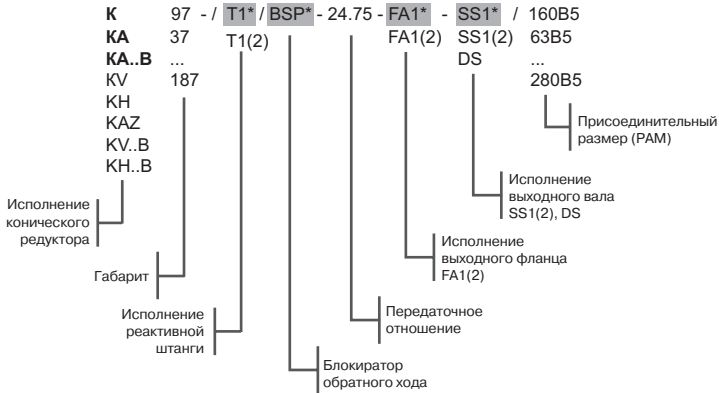 К 97 - / T1* / BSP* - 24.75 - FA1* - SS1* / 160B5
КА 37 T1(2) FA1(2) SS1(2) 63B5
КА..В ... DS ...
KV 187 280B5
KH
KAZ
KV..B
KH..B
Присоединительный
размер (PAM)
Исполнение
выходного вала
SS1(2), DS
Исполнение
конического
редуктора
Исполнение
выходного фланца
FA1(2)
Габарит
Исполнение
реактивной
штанги
Передаточное
отношение
Блокиратор
обратного хода